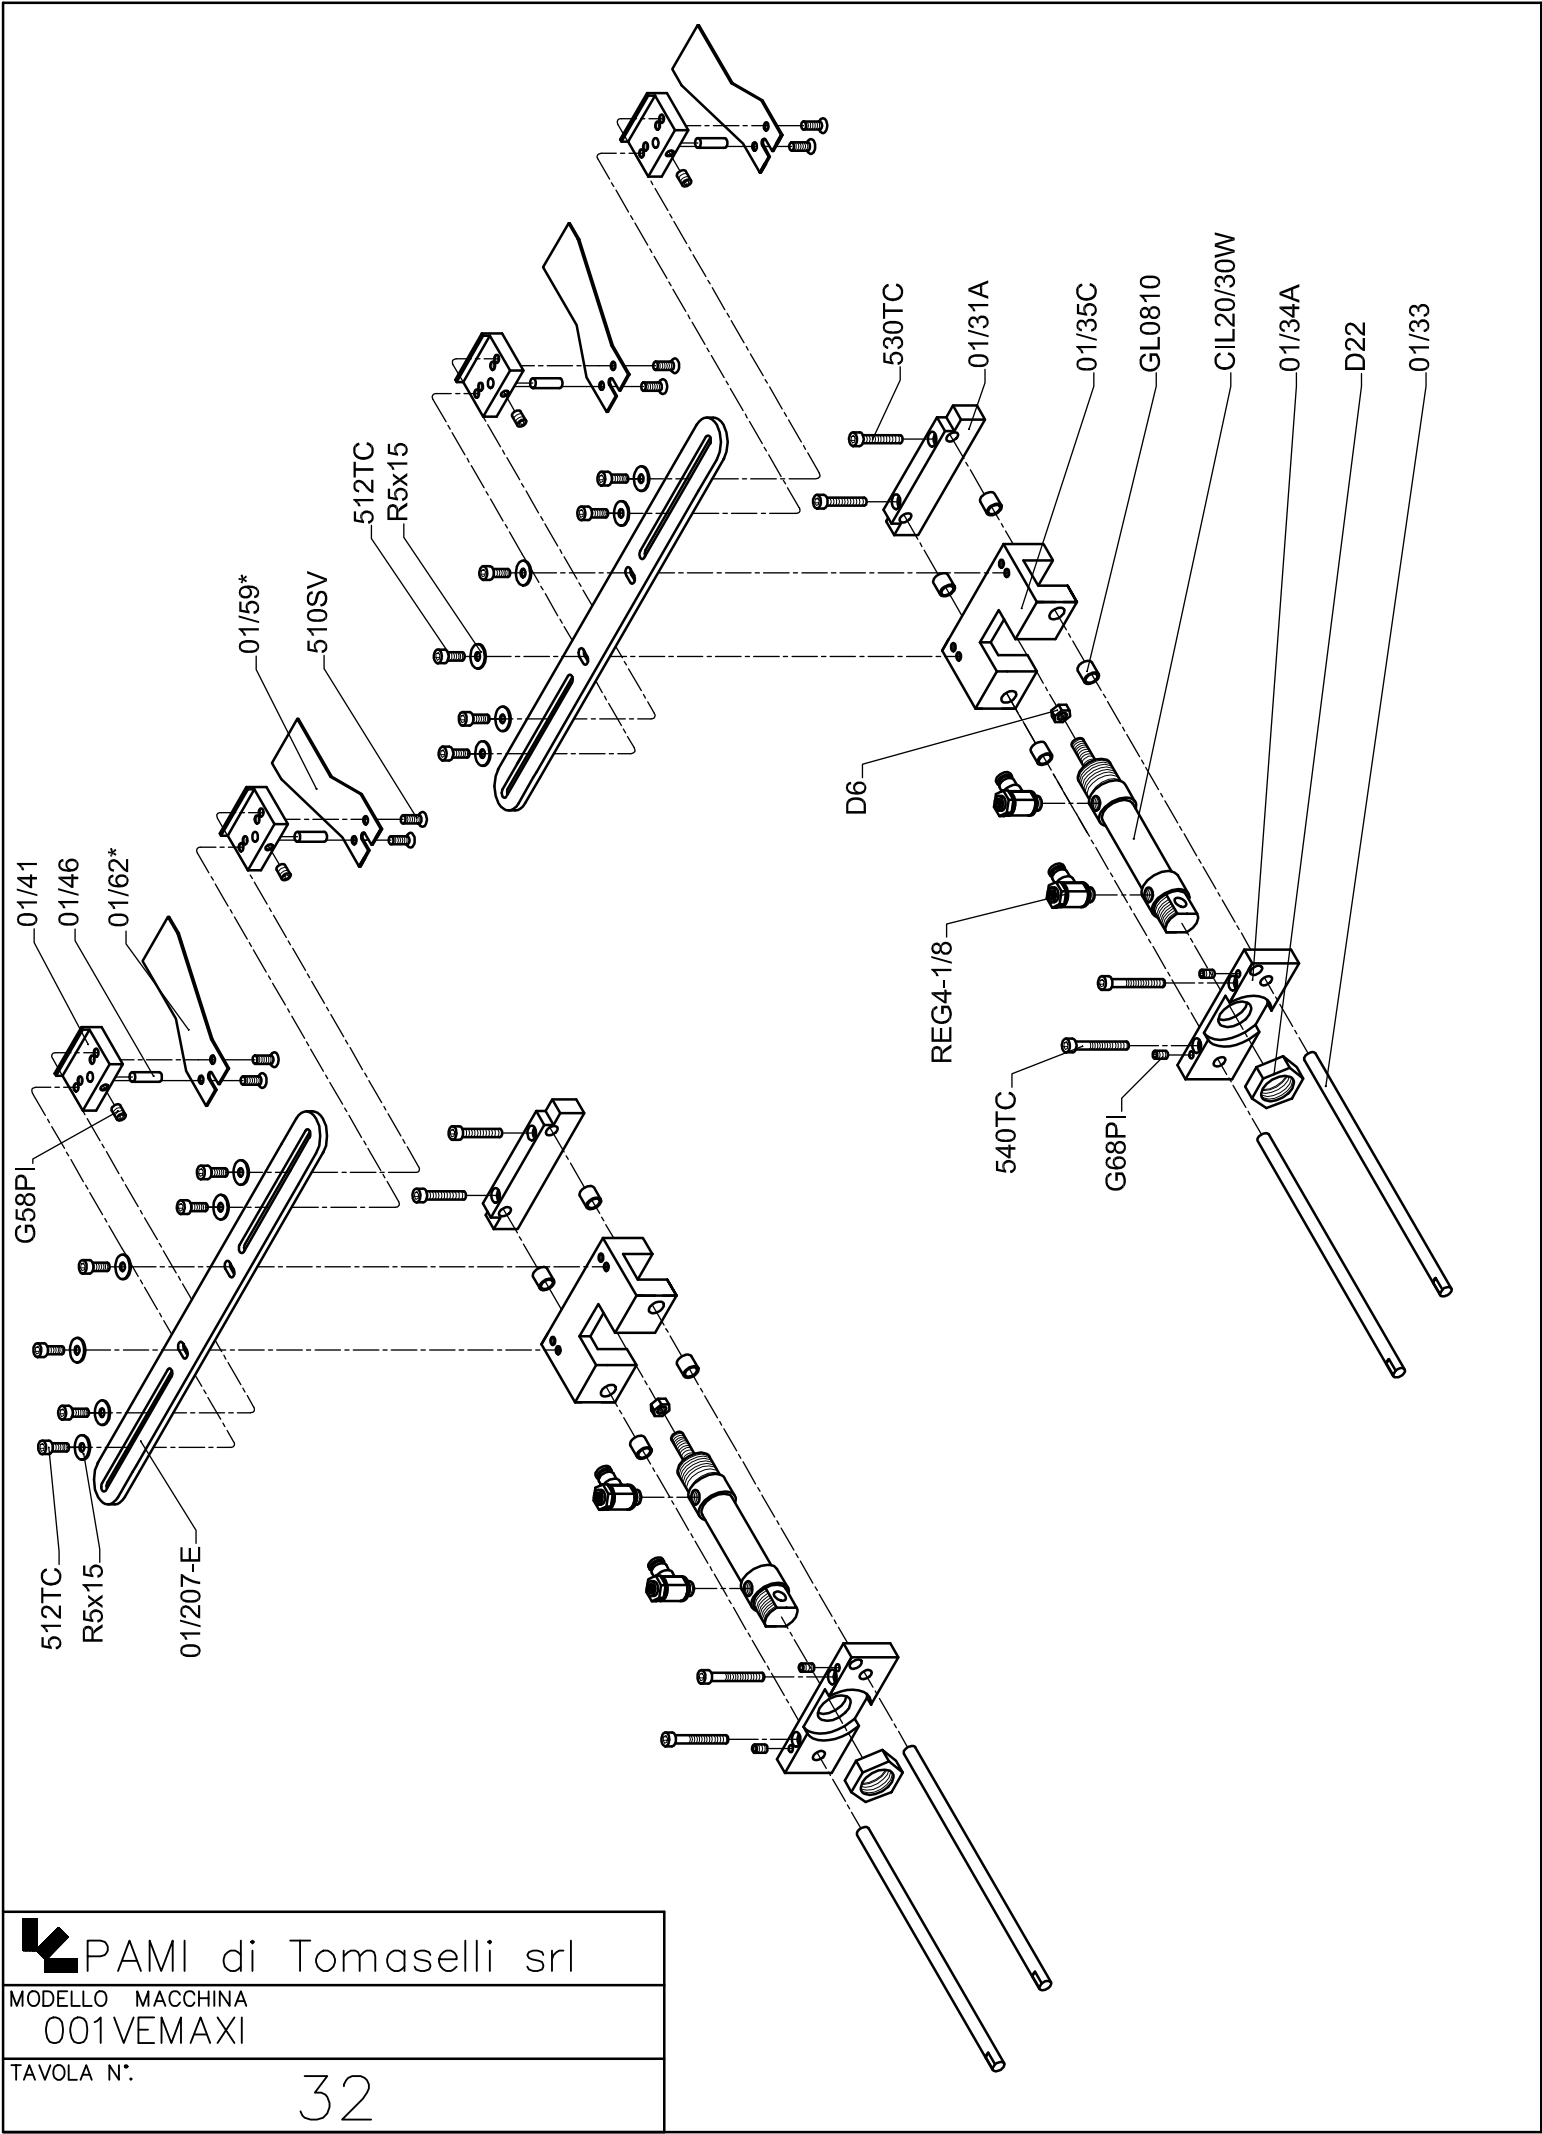 01/41
01/46
01/62*
G58PI
01/59*
510SV
512TC
R5x15
512TC
R5x15
01/207-E
530TC
01/31A
01/35C
GL0810
CIL20/30W
01/34A
D22
01/33
D6
REG4-1/8
540TC
G68PI
PAMI di Tomaselli srl
MODELLO MACCHINA
001VEMAXI
TAVOLA N°.
32